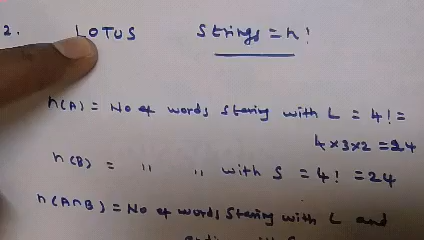 2. LOTUS Strings = n!
n(A) = No of words staring with L = 4! =
4×3×2 = 24
n(B) = " " with S = 4! = 24
n(A∩B) = No of words Staring with L and